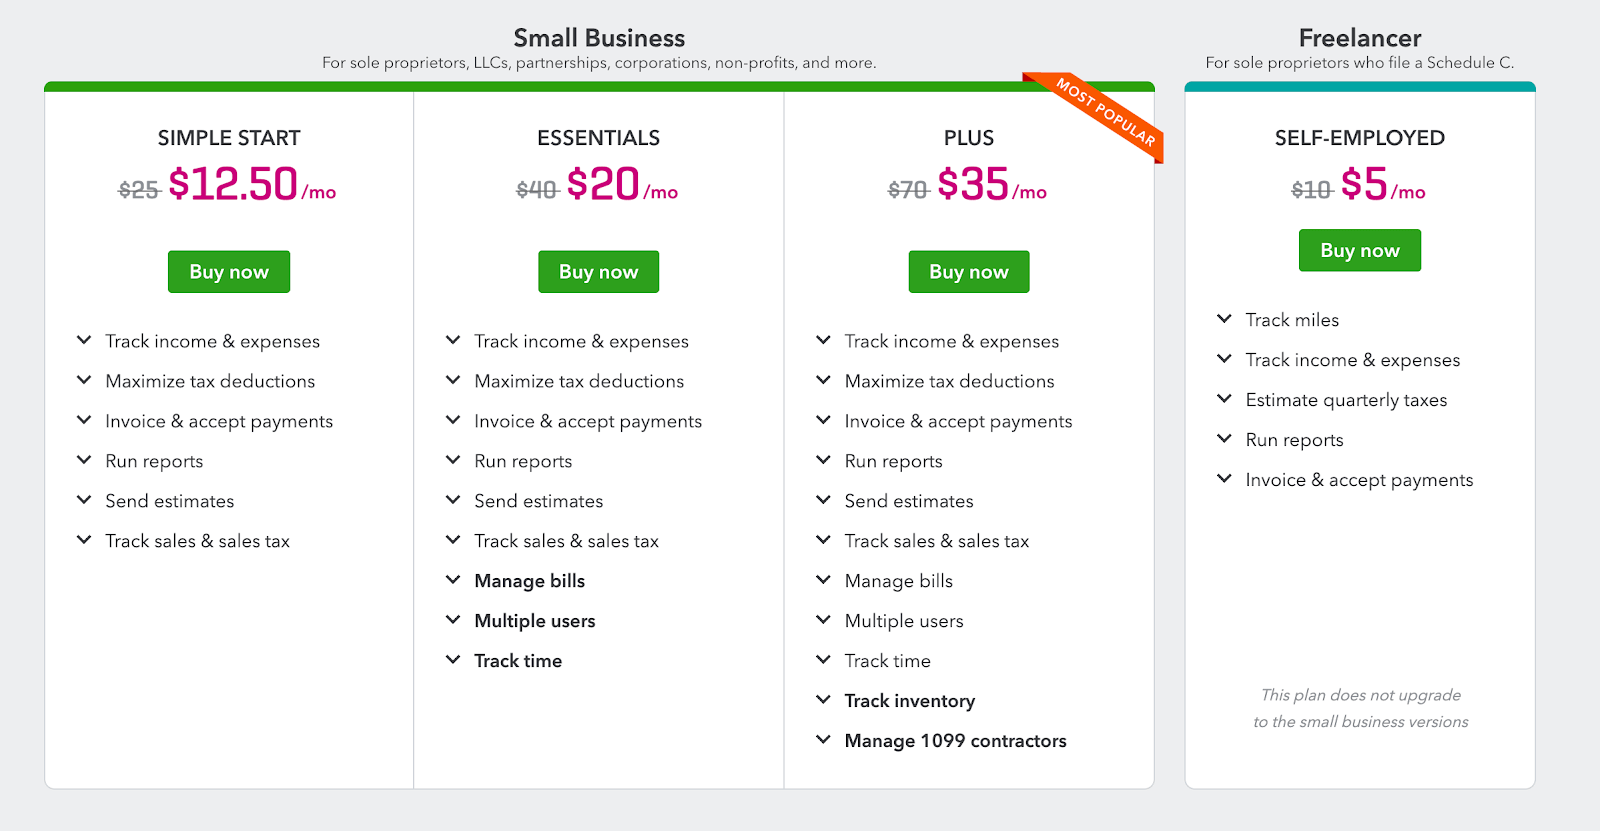 Small Business
For sole proprietors, LLCs, partnerships, corporations, non-profits, and more.
MOST POPULAR
SIMPLE START
$25 $12.50/mo
Buy now
Track income & expenses
Maximize tax deductions
Invoice & accept payments
Run reports
Send estimates
Track sales & sales tax
ESSENTIALS
$40 $20/mo
Buy now
Track income & expenses
Maximize tax deductions
Invoice & accept payments
Run reports
Send estimates
Track sales & sales tax
Manage bills
Multiple users
Track time
PLUS
$70 $35/mo
Buy now
Track income & expenses
Maximize tax deductions
Invoice & accept payments
Run reports
Send estimates
Track sales & sales tax
Manage bills
Multiple users
Track time
Track inventory
Manage 1099 contractors
Freelancer
For sole proprietors who file a Schedule C.
SELF-EMPLOYED
$10 $5/mo
Buy now
Track miles
Track income & expenses
Estimate quarterly taxes
Run reports
Invoice & accept payments
This plan does not upgrade
to the small business versions